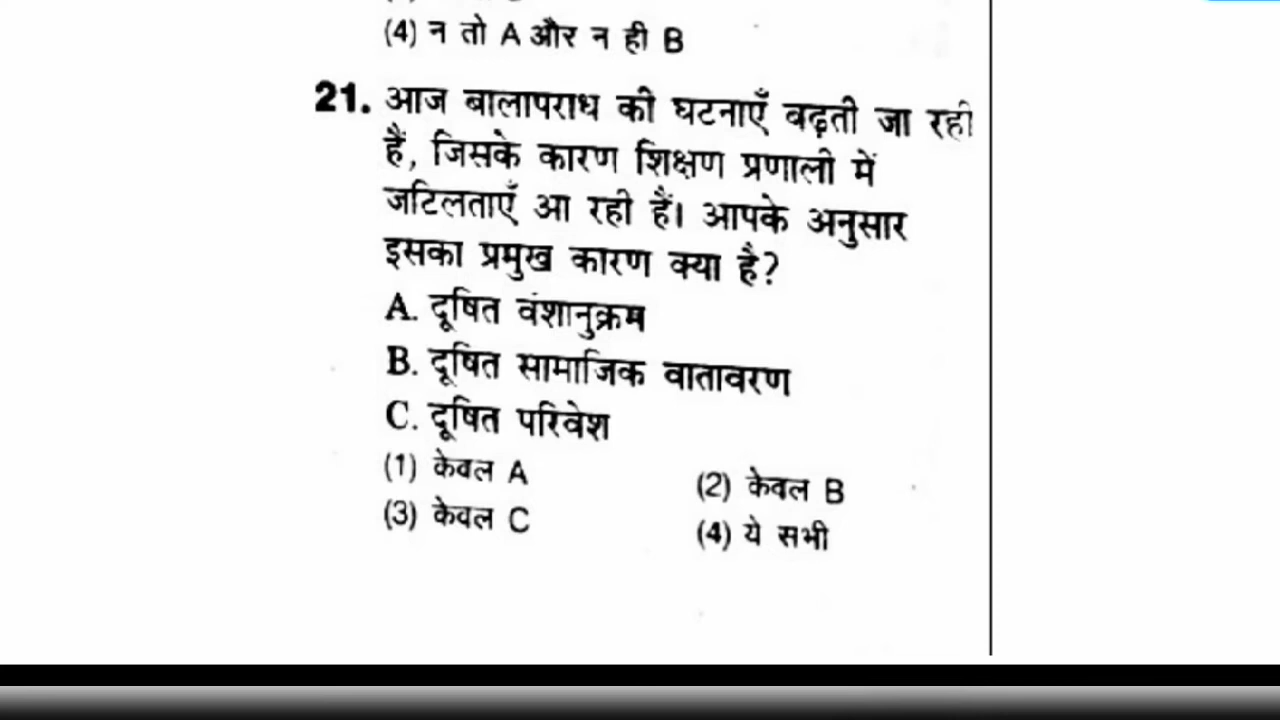 (4) न तो A और न ही B
21. आज बालापराध की घटनाएँ बढ़ती जा रही
हैं, जिसके कारण शिक्षण प्रणाली में
जटिलताएँ आ रही हैं। आपके अनुसार
इसका प्रमुख कारण क्या है?
A. दूषित वंशानुक्रम
B. दूषित सामाजिक वातावरण
C. दूषित परिवेश
(1) केवल A (2) केवल B
(3) केवल C (4) ये सभी